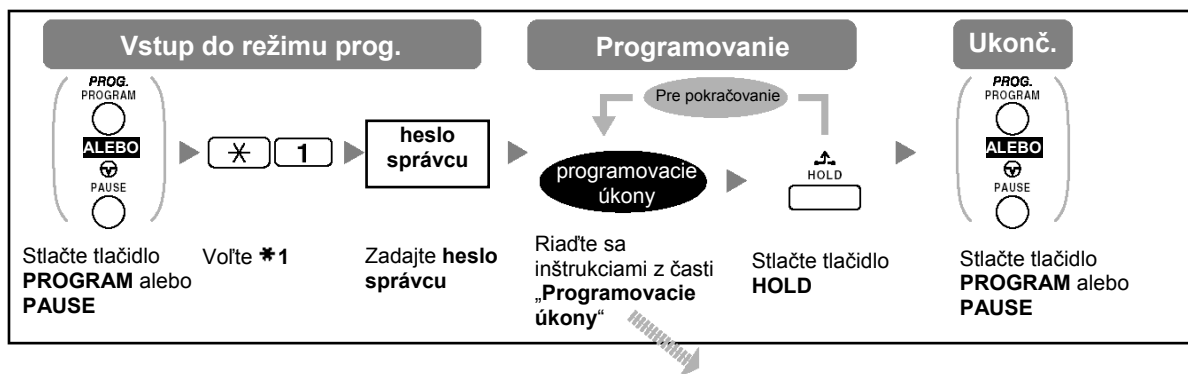 Vstup do režimu prog.
Programovanie
Ukonč.
PROG.
PROGRAM
ALEBO
PAUSE
1
heslo
správcu
Pre pokračovanie
programovacie
úkony
HOLD
PROG.
PROGRAM
ALEBO
PAUSE
Stlačte tlačidlo
PROGRAM alebo
PAUSE
Voľte *1
Zadajte heslo
správcu
Riaďte sa
inštrukciami z časti
„Programovacie
úkony“
Stlačte tlačidlo
HOLD
Stlačte tlačidlo
PROGRAM alebo
PAUSE